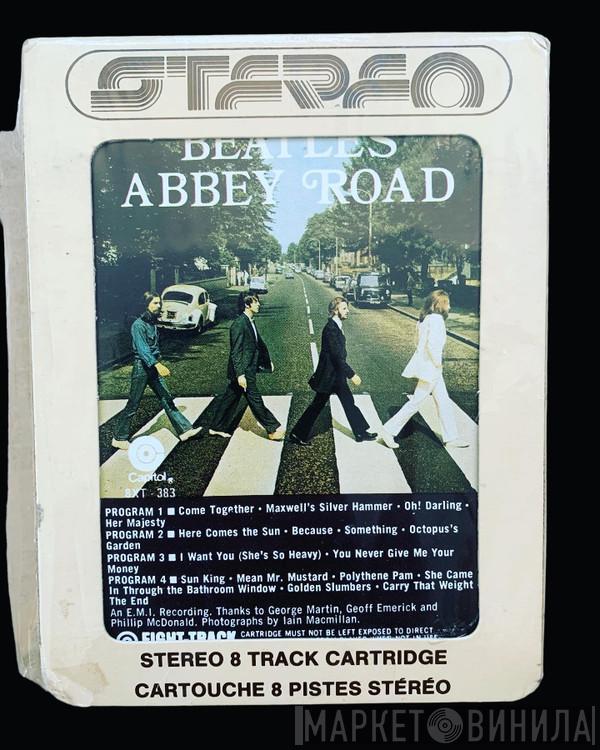 STEREO
BEATLES
ABBEY ROAD
Capitol
8XT-383
PROGRAM 1 ■ Come Together • Maxwell's Silver Hammer • Oh! Darling •
Her Majesty
PROGRAM 2 ■ Here Comes the Sun • Because • Something • Octopus's
Garden
PROGRAM 3 ■ I Want You (She's So Heavy) • You Never Give Me Your
Money
PROGRAM 4 ■ Sun King • Mean Mr. Mustard • Polythene Pam • She Came
In Through the Bathroom Window • Golden Slumbers • Carry That Weight
The End
An E.M.I. Recording. Thanks to George Martin, Geoff Emerick and
Phillip McDonald. Photographs by Iain Macmillan.
EIGHT TRACK CARTRIDGE MUST NOT BE LEFT EXPOSED TO DIRECT
STEREO 8 TRACK CARTRIDGE
CARTOUCHE 8 PISTES STÉRÉO
МАРКЕТ ВИНИЛА